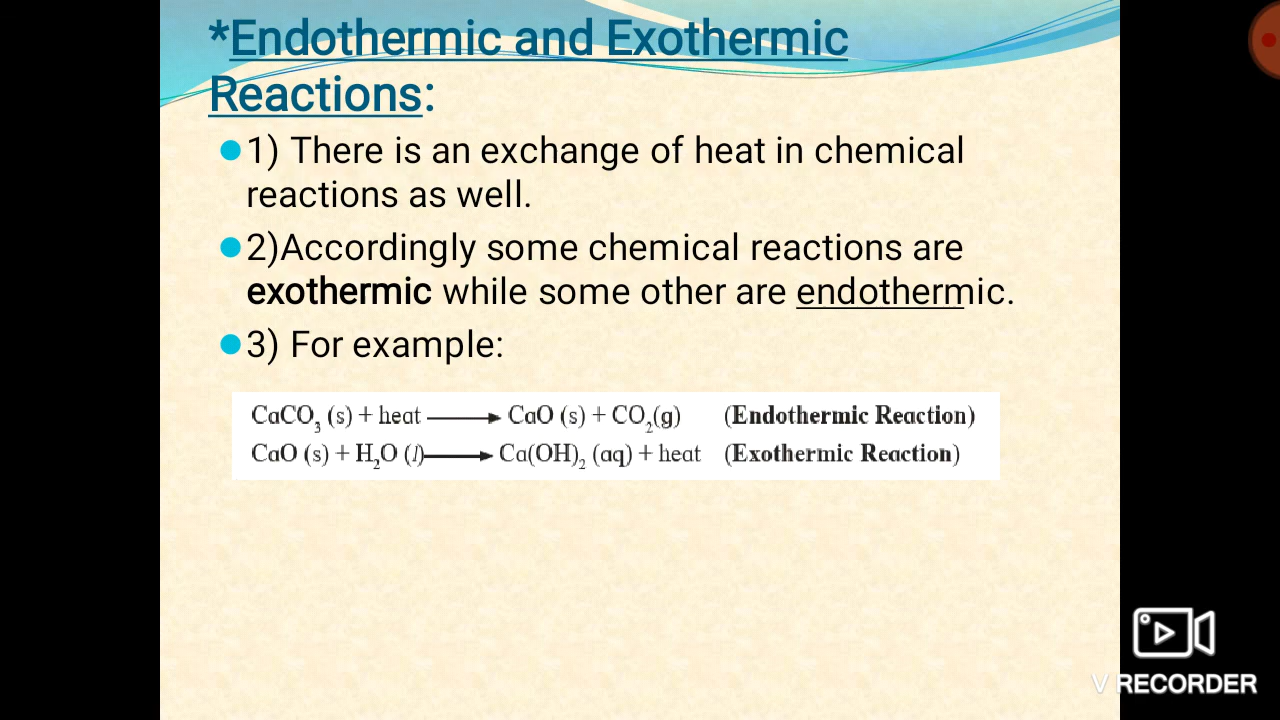 *Endothermic and Exothermic
Reactions:
1) There is an exchange of heat in chemical
reactions as well.
2)Accordingly some chemical reactions are
exothermic while some other are endothermic.
3) For example:
CaCO₃ (s) + heat ⟶ CaO (s) + CO₂(g) (Endothermic Reaction)
CaO (s) + H₂O (l) ⟶ Ca(OH)₂ (aq) + heat (Exothermic Reaction)
V RECORDER